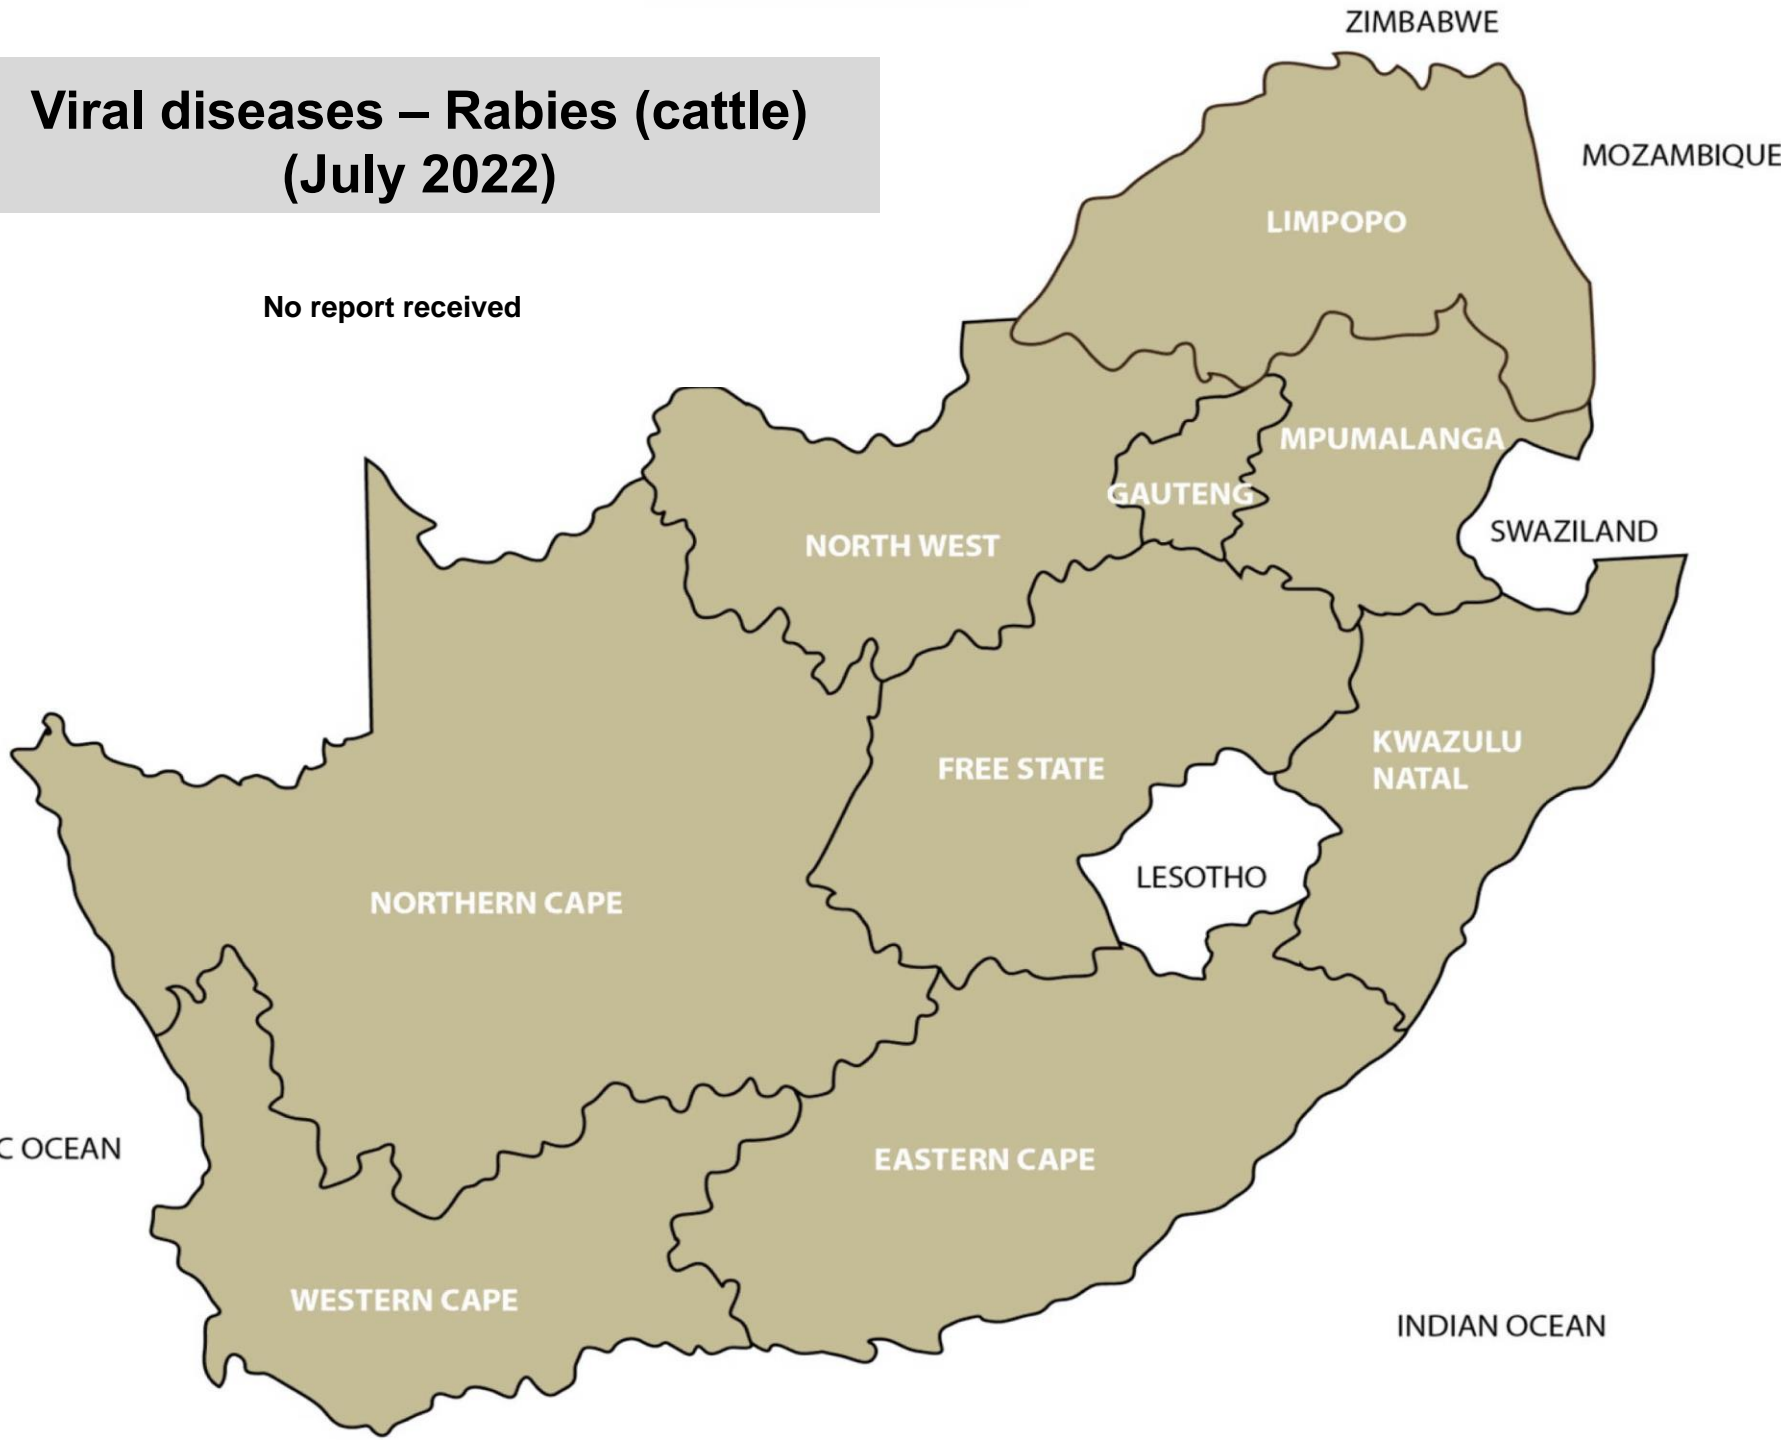 ZIMBABWE
Viral diseases – Rabies (cattle)
(July 2022)
MOZAMBIQUE
LIMPOPO
No report received
MPUMALANGA
GAUTENG
SWAZILAND
NORTH WEST
KWAZULU
NATAL
FREE STATE
LESOTHO
NORTHERN CAPE
C OCEAN
EASTERN CAPE
WESTERN CAPE
INDIAN OCEAN